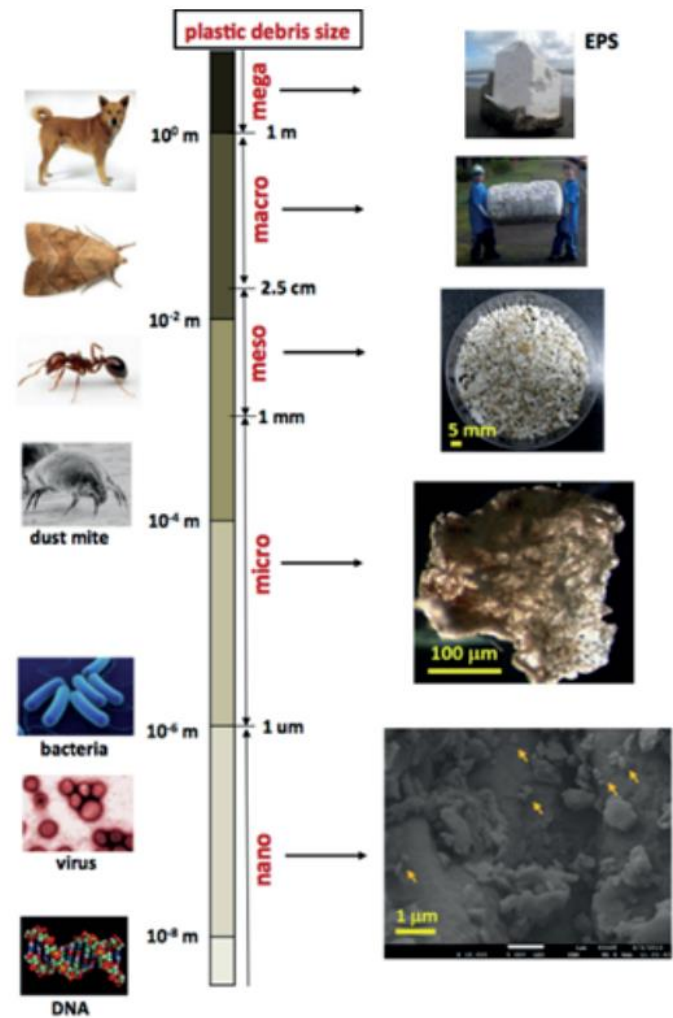 plastic debris size
EPS
mega
10⁰ m
1 m
macro
2.5 cm
10⁻² m
meso
1 mm
5 mm
dust mite
10⁻⁴ m
micro
100 µm
bacteria
10⁻⁶ m
1 um
virus
nano
1 µm
10⁻⁸ m
DNA